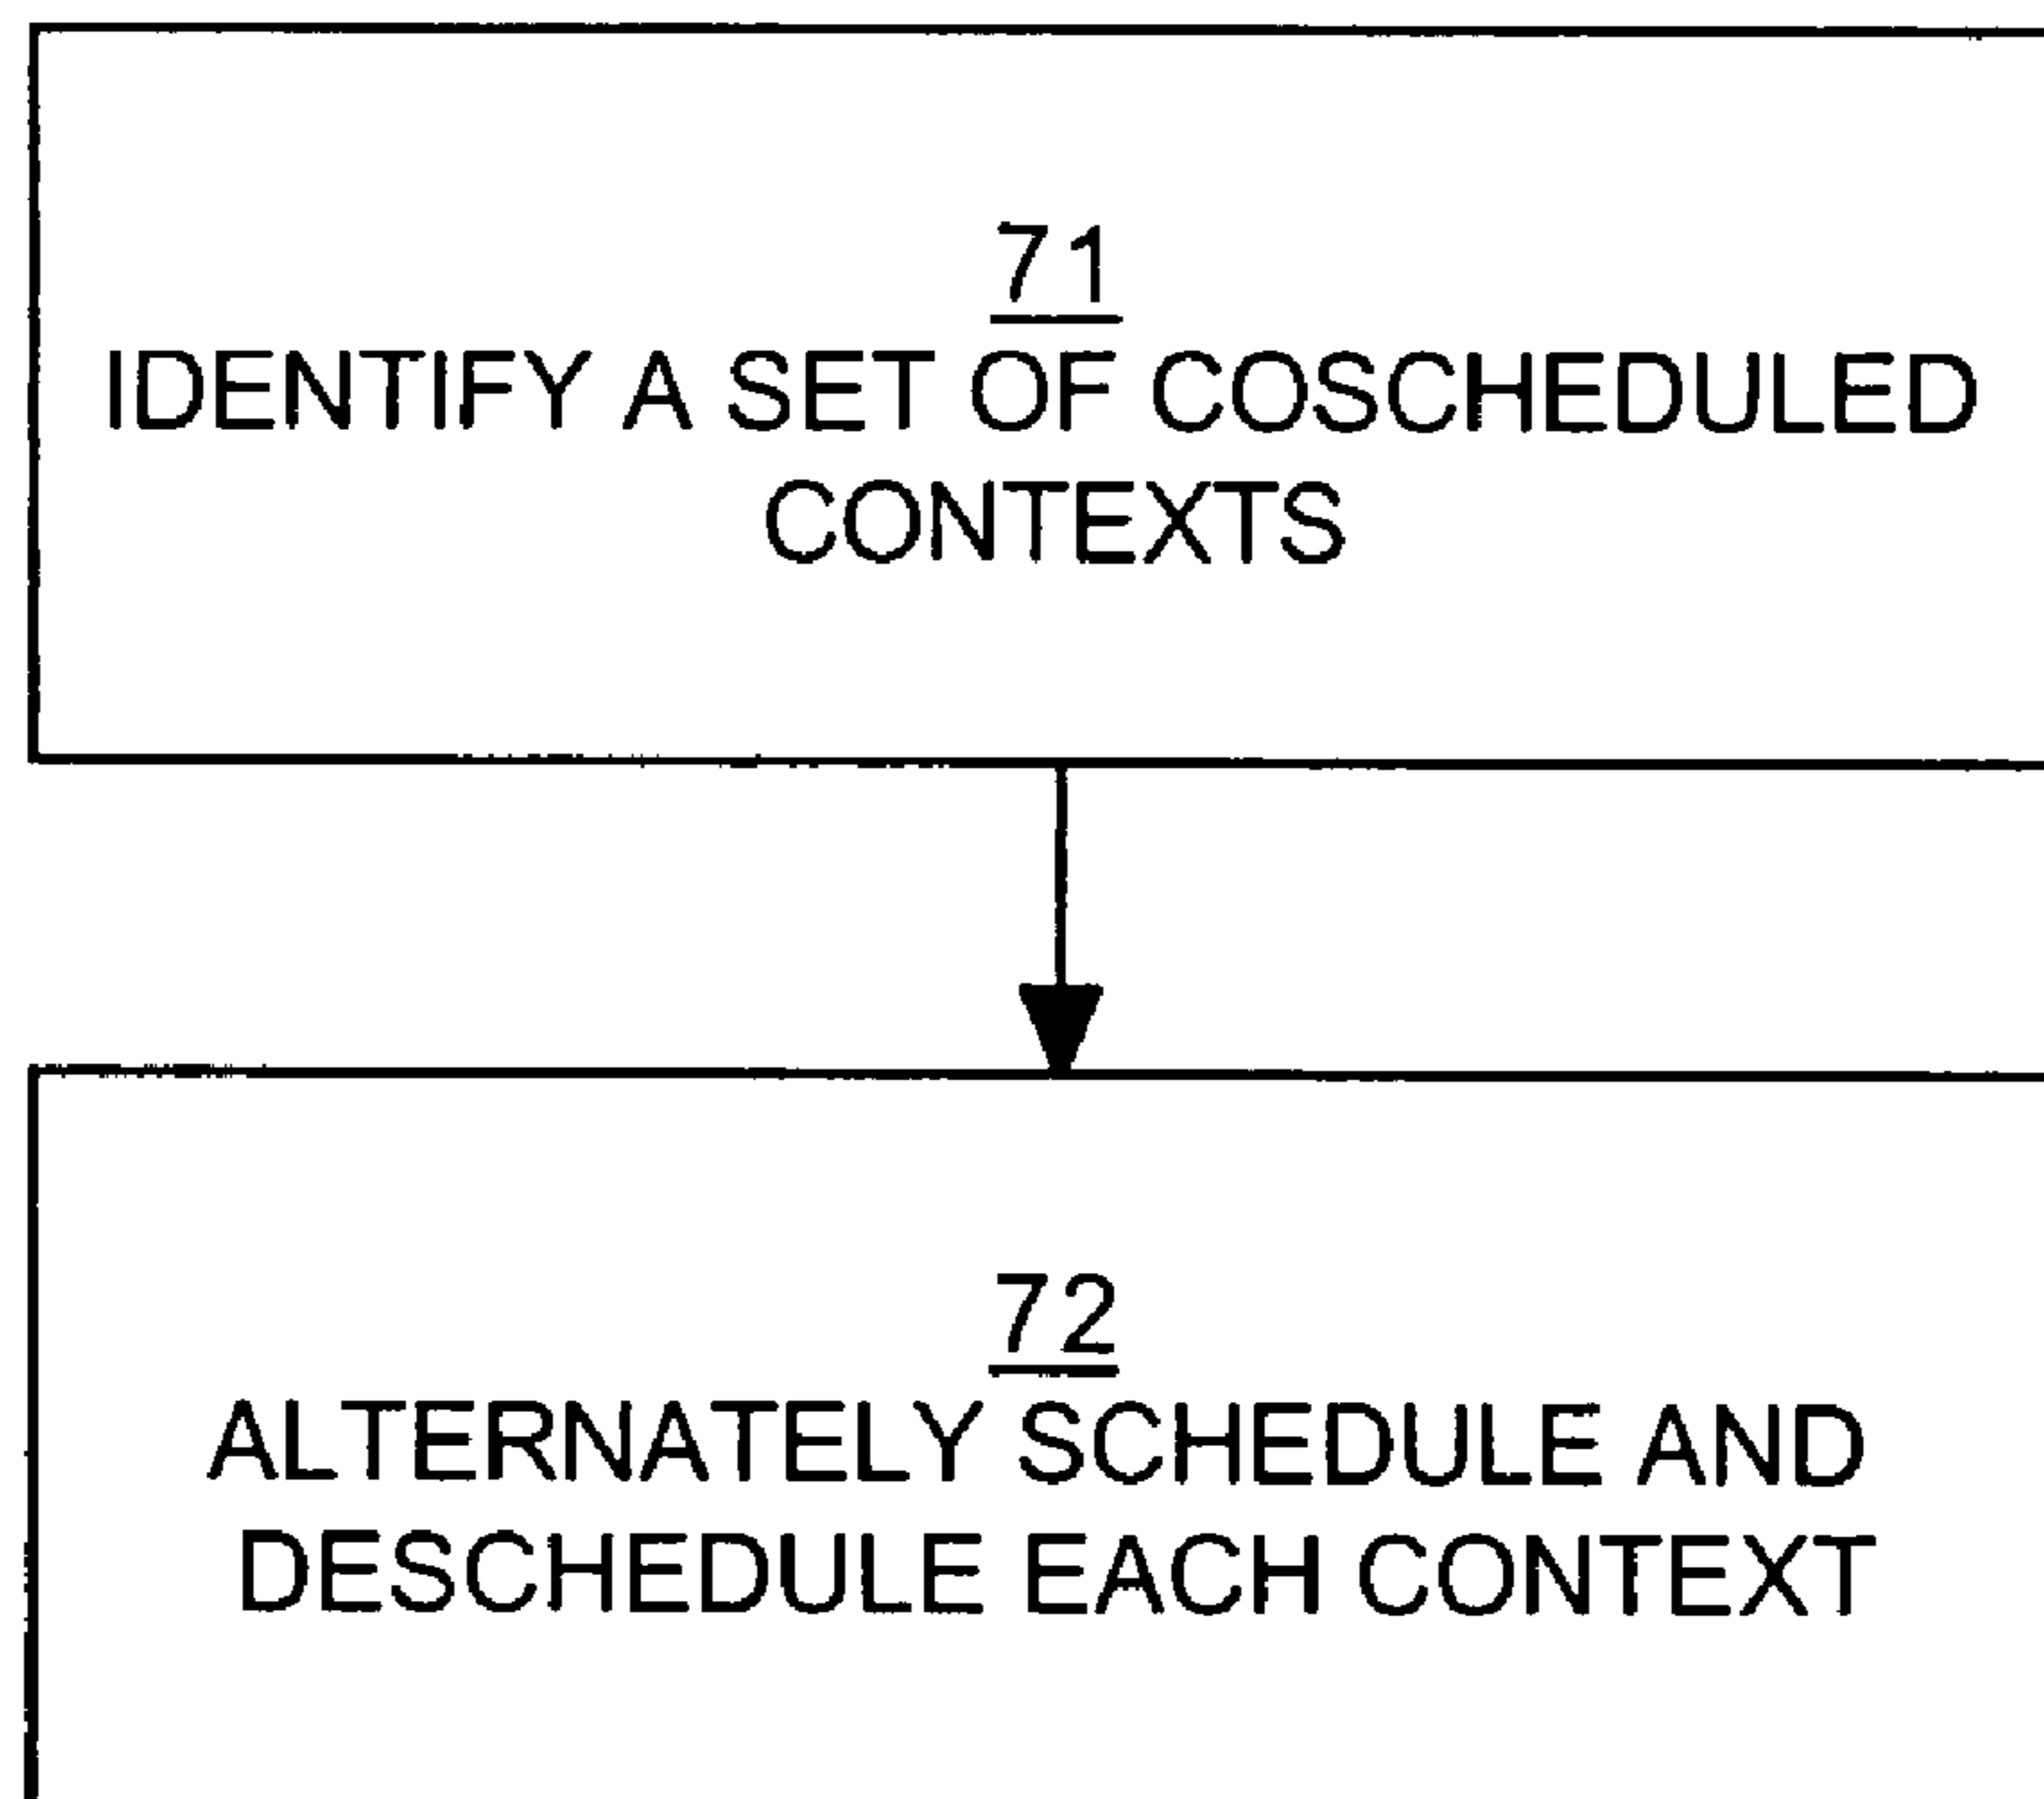 71
IDENTIFY A SET OF COSCHEDULED
CONTEXTS
72
ALTERNATELY SCHEDULE AND
DESCHEDULE EACH CONTEXT